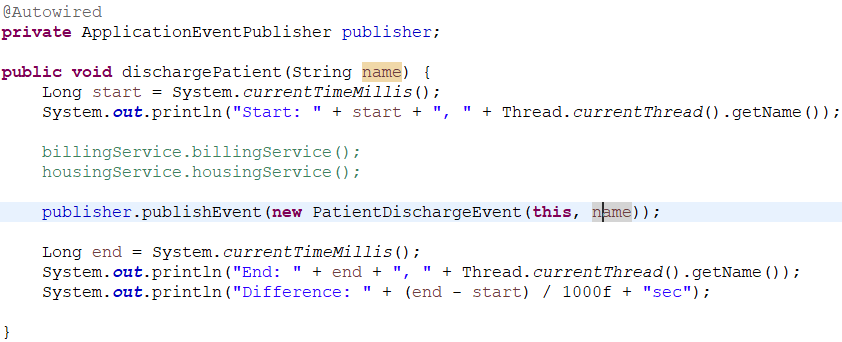 @Autowired
private ApplicationEventPublisher publisher;
public void dischargePatient(String name) {
Long start = System.currentTimeMillis();
System.out.println("Start: " + start + ", " + Thread.currentThread().getName());
billingService.billingService();
housingService.housingService();
publisher.publishEvent(new PatientDischargeEvent(this, name));
Long end = System.currentTimeMillis();
System.out.println("End: " + end + ", " + Thread.currentThread().getName());
System.out.println("Difference: " + (end - start) / 1000f + "sec");
}